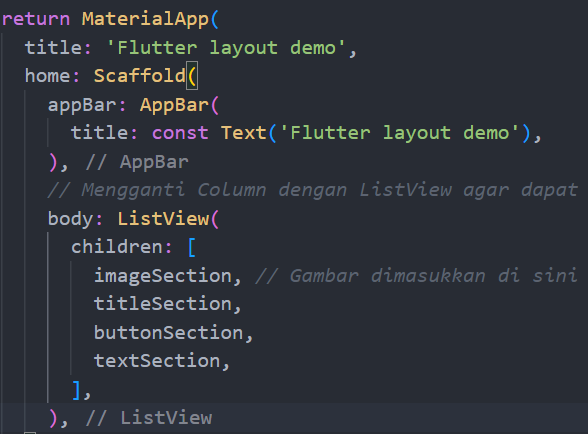 return MaterialApp(
title: 'Flutter layout demo',
home: Scaffold(
appBar: AppBar(
title: const Text('Flutter layout demo'),
), // AppBar
// Mengganti Column dengan ListView agar dapat
body: ListView(
children: [
imageSection, // Gambar dimasukkan di sini
titleSection,
buttonSection,
textSection,
],
), // ListView